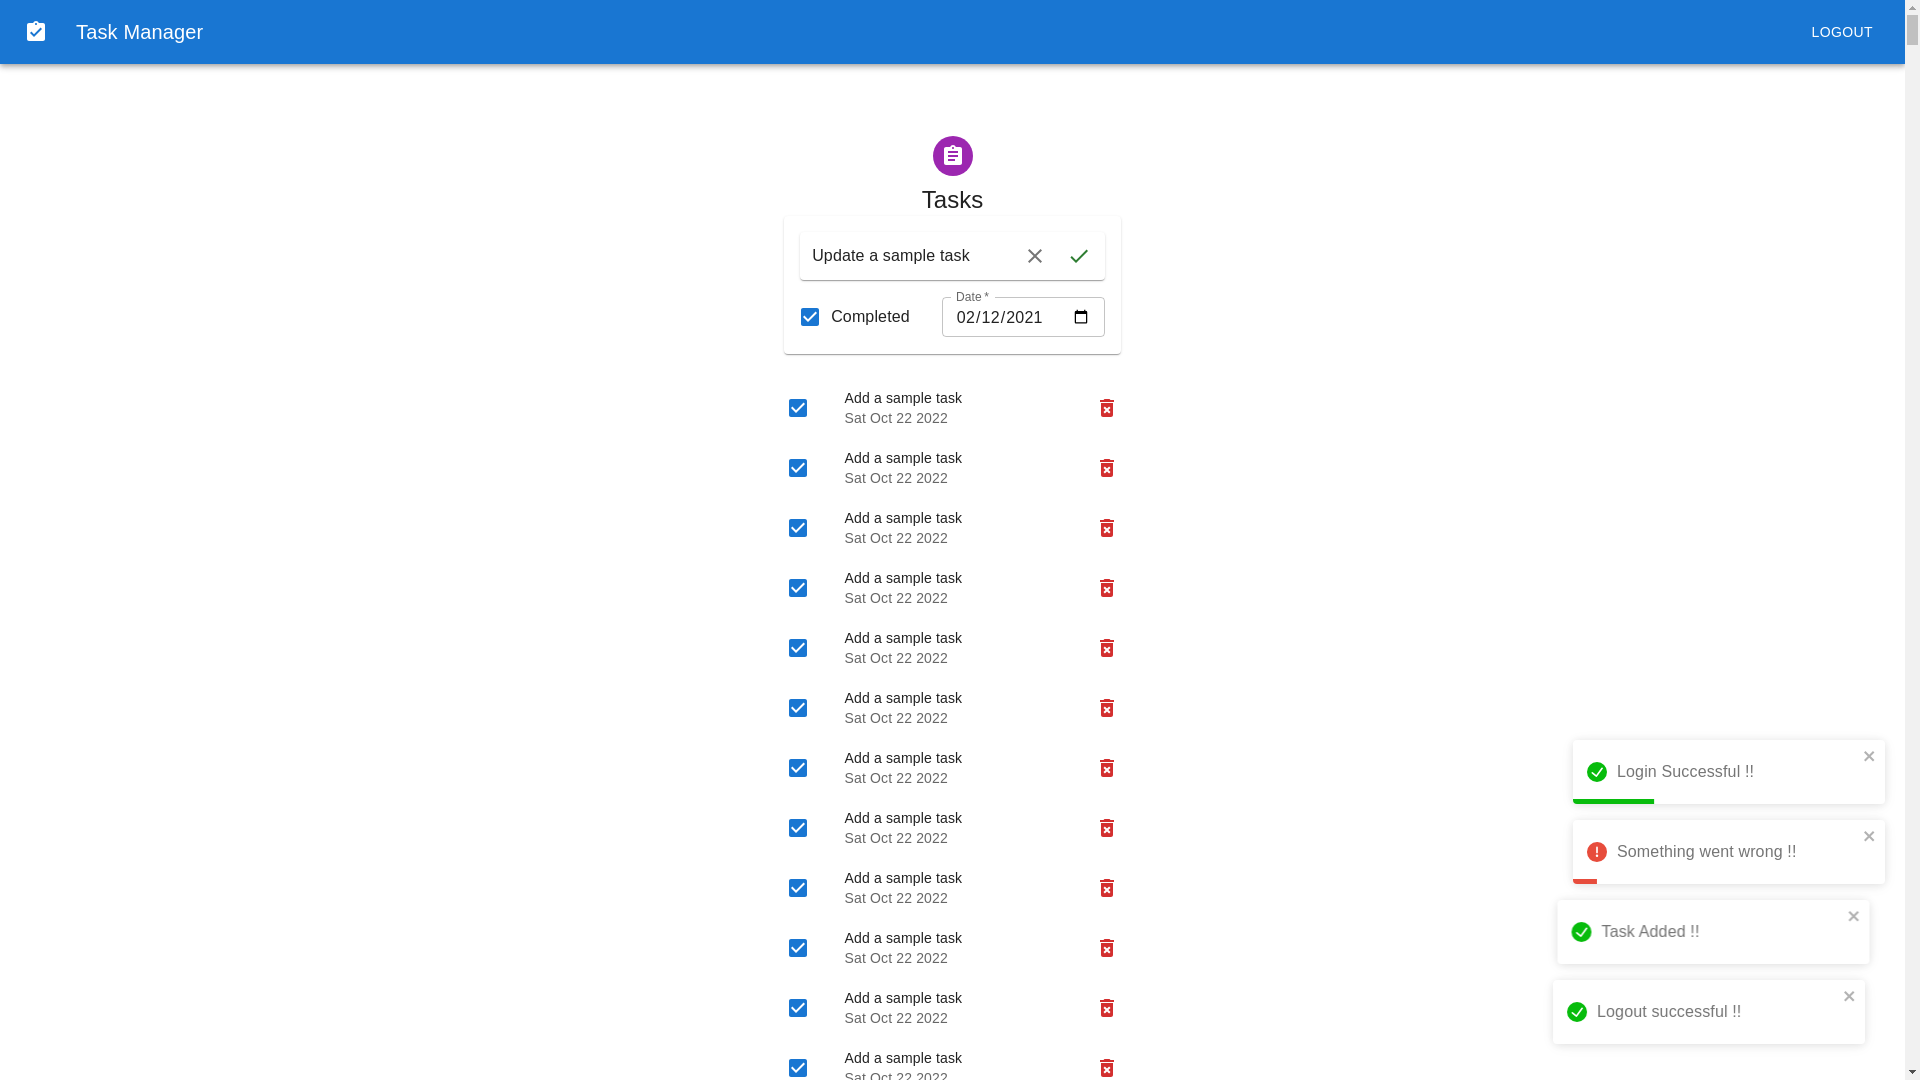 Task Manager
LOGOUT
Tasks
Update a sample task
Completed
Date *
02/12/2021
Add a sample task
Sat Oct 22 2022
Add a sample task
Sat Oct 22 2022
Add a sample task
Sat Oct 22 2022
Add a sample task
Sat Oct 22 2022
Add a sample task
Sat Oct 22 2022
Add a sample task
Sat Oct 22 2022
Add a sample task
Sat Oct 22 2022
Add a sample task
Sat Oct 22 2022
Add a sample task
Sat Oct 22 2022
Add a sample task
Sat Oct 22 2022
Add a sample task
Sat Oct 22 2022
Add a sample task
Sat Oct 22 2022
Login Successful !!
Something went wrong !!
Task Added !!
Logout successful !!